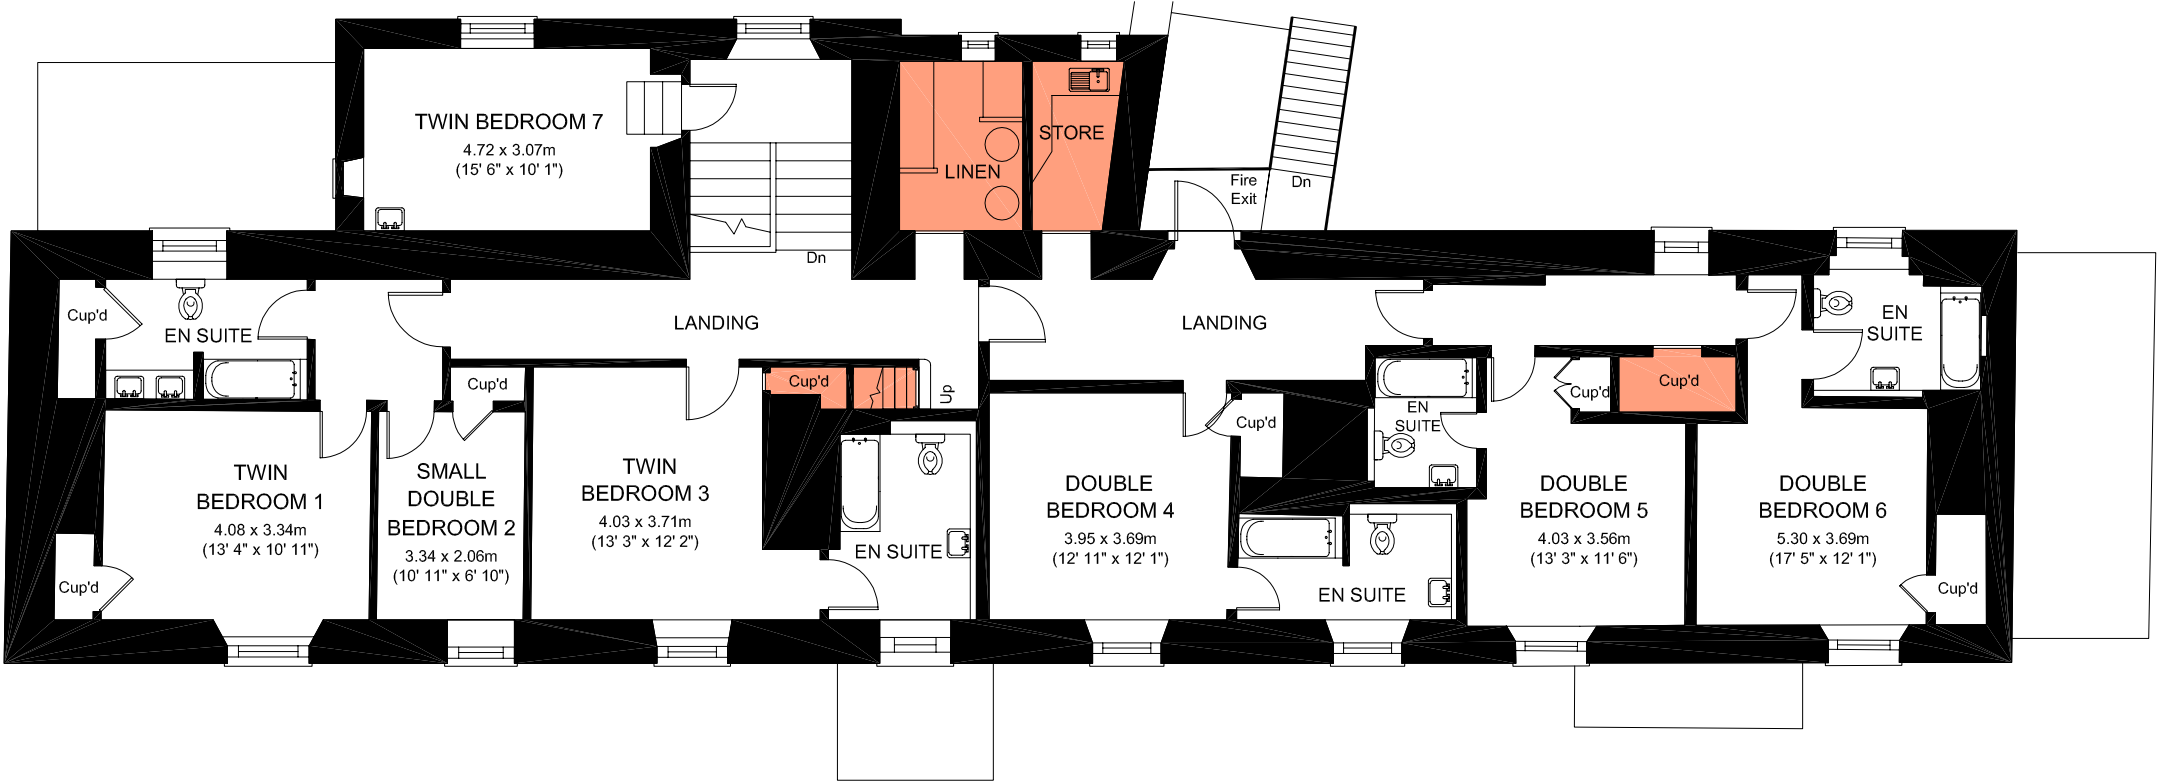 TWIN BEDROOM 7
4.72 x 3.07m
(15' 6" x 10' 1")
LINEN
STORE
Fire
Exit
Dn
Dn
Cup'd
EN SUITE
LANDING
LANDING
EN
SUITE
Cup'd
Cup'd
Up
Cup'd
EN
SUITE
Cup'd
Cup'd
TWIN
BEDROOM 1
4.08 x 3.34m
(13' 4" x 10' 11")
Cup'd
SMALL
DOUBLE
BEDROOM 2
3.34 x 2.06m
(10' 11" x 6' 10")
TWIN
BEDROOM 3
4.03 x 3.71m
(13' 3" x 12' 2")
EN SUITE
DOUBLE
BEDROOM 4
3.95 x 3.69m
(12' 11" x 12' 1")
EN SUITE
DOUBLE
BEDROOM 5
4.03 x 3.56m
(13' 3" x 11' 6")
DOUBLE
BEDROOM 6
5.30 x 3.69m
(17' 5" x 12' 1")
Cup'd